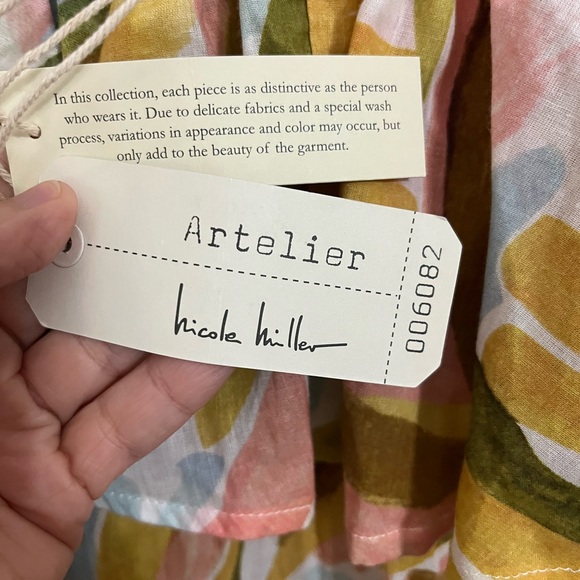 In this collection, each piece is as distinctive as the person
who wears it. Due to delicate fabrics and a special wash
process, variations in appearance and color may occur, but
only add to the beauty of the garment.
Artelier
nicole miller
006082